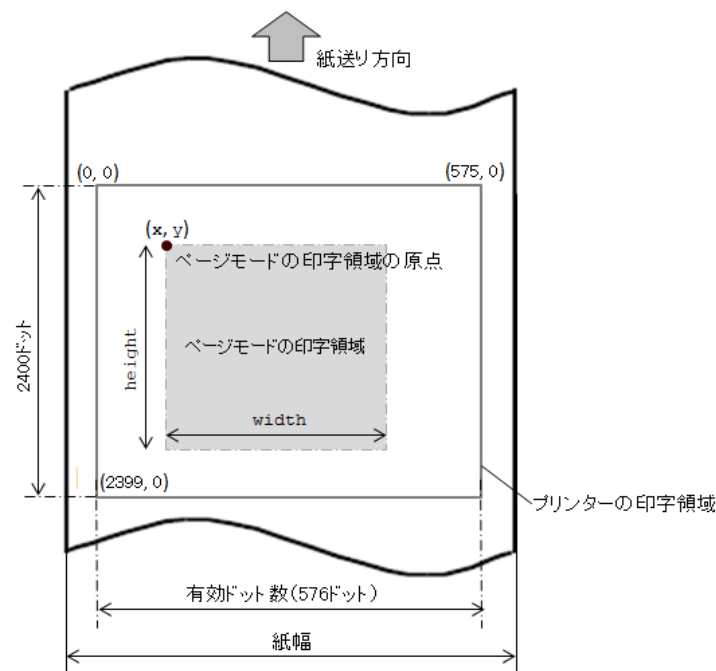 紙送り方向
(0, 0)
(575, 0)
(x, y)
ページモードの印字領域の原点
2400ドット
height
ページモードの印字領域
width
(2399, 0)
プリンターの印字領域
有効ドット数(576ドット)
紙幅